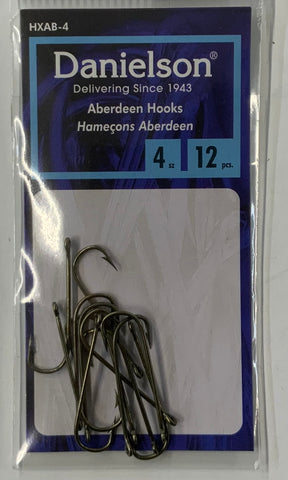 HXAB-4
Danielson®
Delivering Since 1943
Aberdeen Hooks
Hameçons Aberdeen
4 sz 12 pcs.